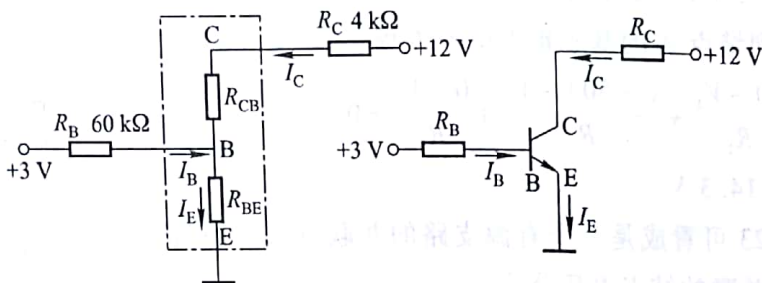 R_C 4 kΩ
+12 V
C
I_C
R_CB
R_B 60 kΩ
B
+3 V
I_B
I_E
R_BE
E
R_C
+12 V
I_C
C
R_B
+3 V
I_B
B
E
I_E